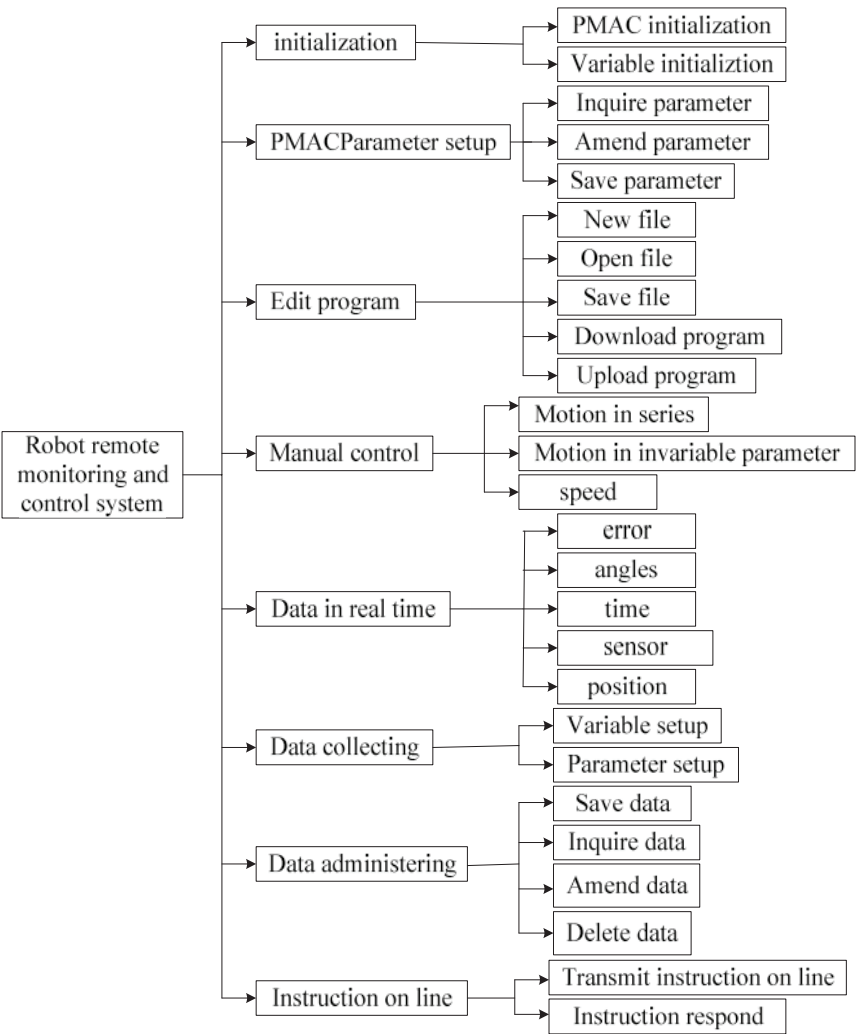 initialization
PMAC initialization
Variable initializtion
PMACParameter setup
Inquire parameter
Amend parameter
Save parameter
Edit program
New file
Open file
Save file
Download program
Upload program
Robot remote
monitoring and
control system
Manual control
Motion in series
Motion in invariable parameter
speed
Data in real time
error
angles
time
sensor
position
Data collecting
Variable setup
Parameter setup
Data administering
Save data
Inquire data
Amend data
Delete data
Instruction on line
Transmit instruction on line
Instruction respond